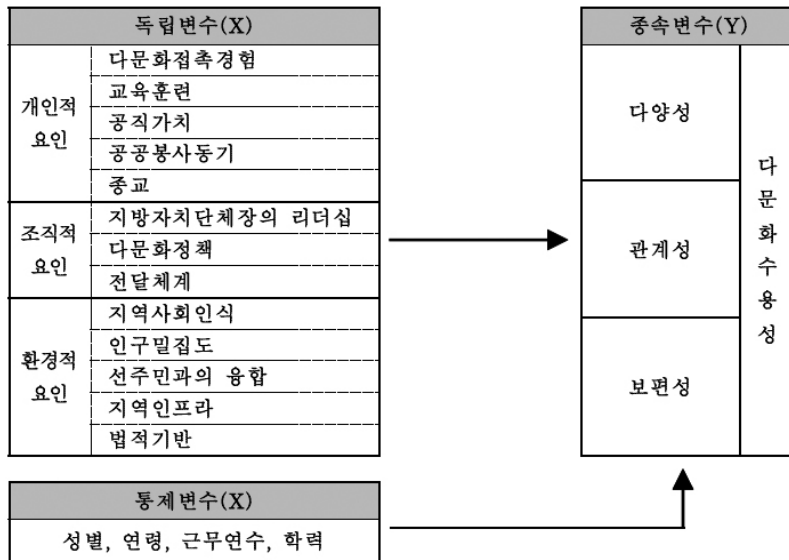 독립변수(X)
개인적
요인
다문화접촉경험
교육훈련
공직가치
공공봉사동기
종교
조직적
요인
지방자치단체장의 리더십
다문화정책
전달체계
환경적
요인
지역사회인식
인구밀집도
선주민과의 융합
지역인프라
법적기반
통제변수(X)
성별, 연령, 근무연수, 학력
종속변수(Y)
다양성
관계성
보편성
다
문
화
수
용
성